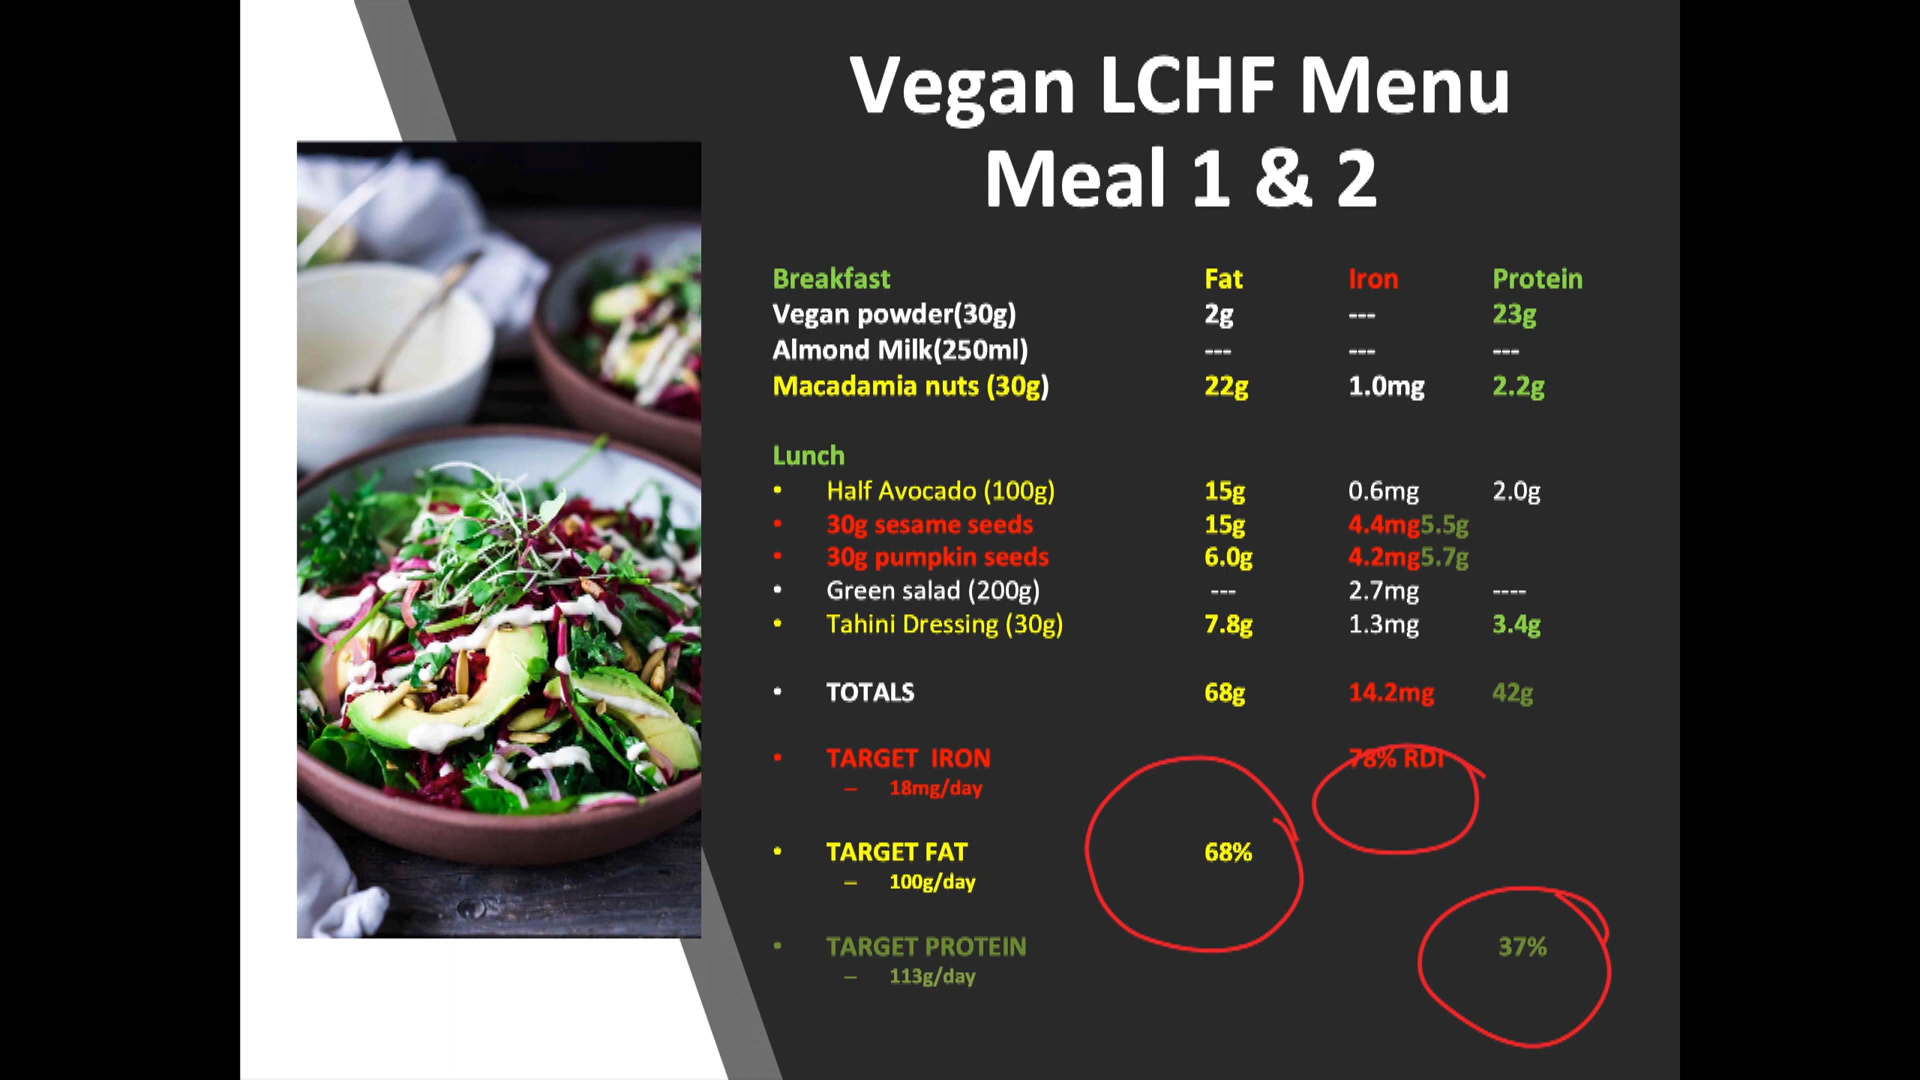 Vegan LCHF Menu
Meal 1 & 2
Breakfast Fat Iron Protein
Vegan powder(30g) 2g --- 23g
Almond Milk(250ml) --- --- ---
Macadamia nuts (30g) 22g 1.0mg 2.2g
Lunch
• Half Avocado (100g) 15g 0.6mg 2.0g
• 30g sesame seeds 15g 4.4mg5.5g
• 30g pumpkin seeds 6.0g 4.2mg5.7g
• Green salad (200g) --- 2.7mg ----
• Tahini Dressing (30g) 7.8g 1.3mg 3.4g
• TOTALS 68g 14.2mg 42g
• TARGET IRON 78% RDI
– 18mg/day
• TARGET FAT 68%
– 100g/day
• TARGET PROTEIN 37%
– 113g/day